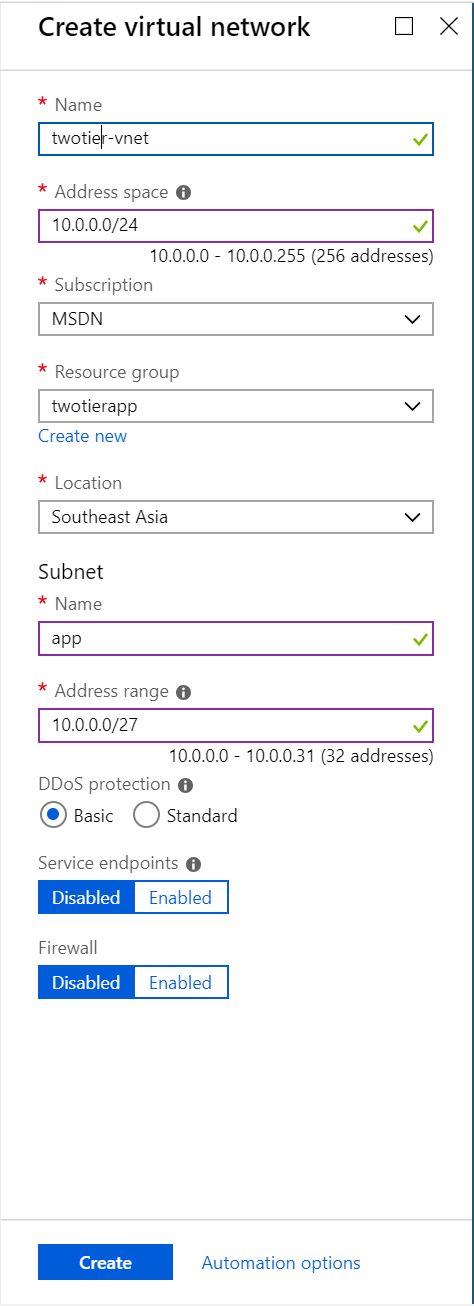 Create virtual network
* Name
twotier-vnet
* Address space
10.0.0.0/24
10.0.0.0 - 10.0.0.255 (256 addresses)
* Subscription
MSDN
* Resource group
twotierapp
Create new
* Location
Southeast Asia
Subnet
* Name
app
* Address range
10.0.0.0/27
10.0.0.0 - 10.0.0.31 (32 addresses)
DDoS protection
Basic Standard
Service endpoints
Disabled Enabled
Firewall
Disabled Enabled
Create Automation options